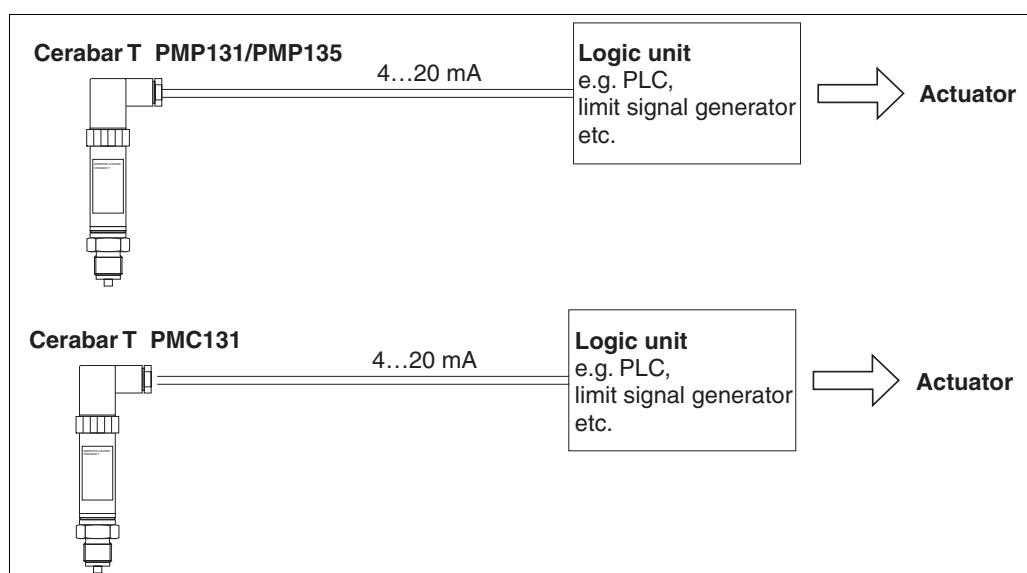 Cerabar T PMP131/PMP135
4…20 mA
Logic unit
e.g. PLC,
limit signal generator
etc.
Actuator
Cerabar T PMC131
4…20 mA
Logic unit
e.g. PLC,
limit signal generator
etc.
Actuator